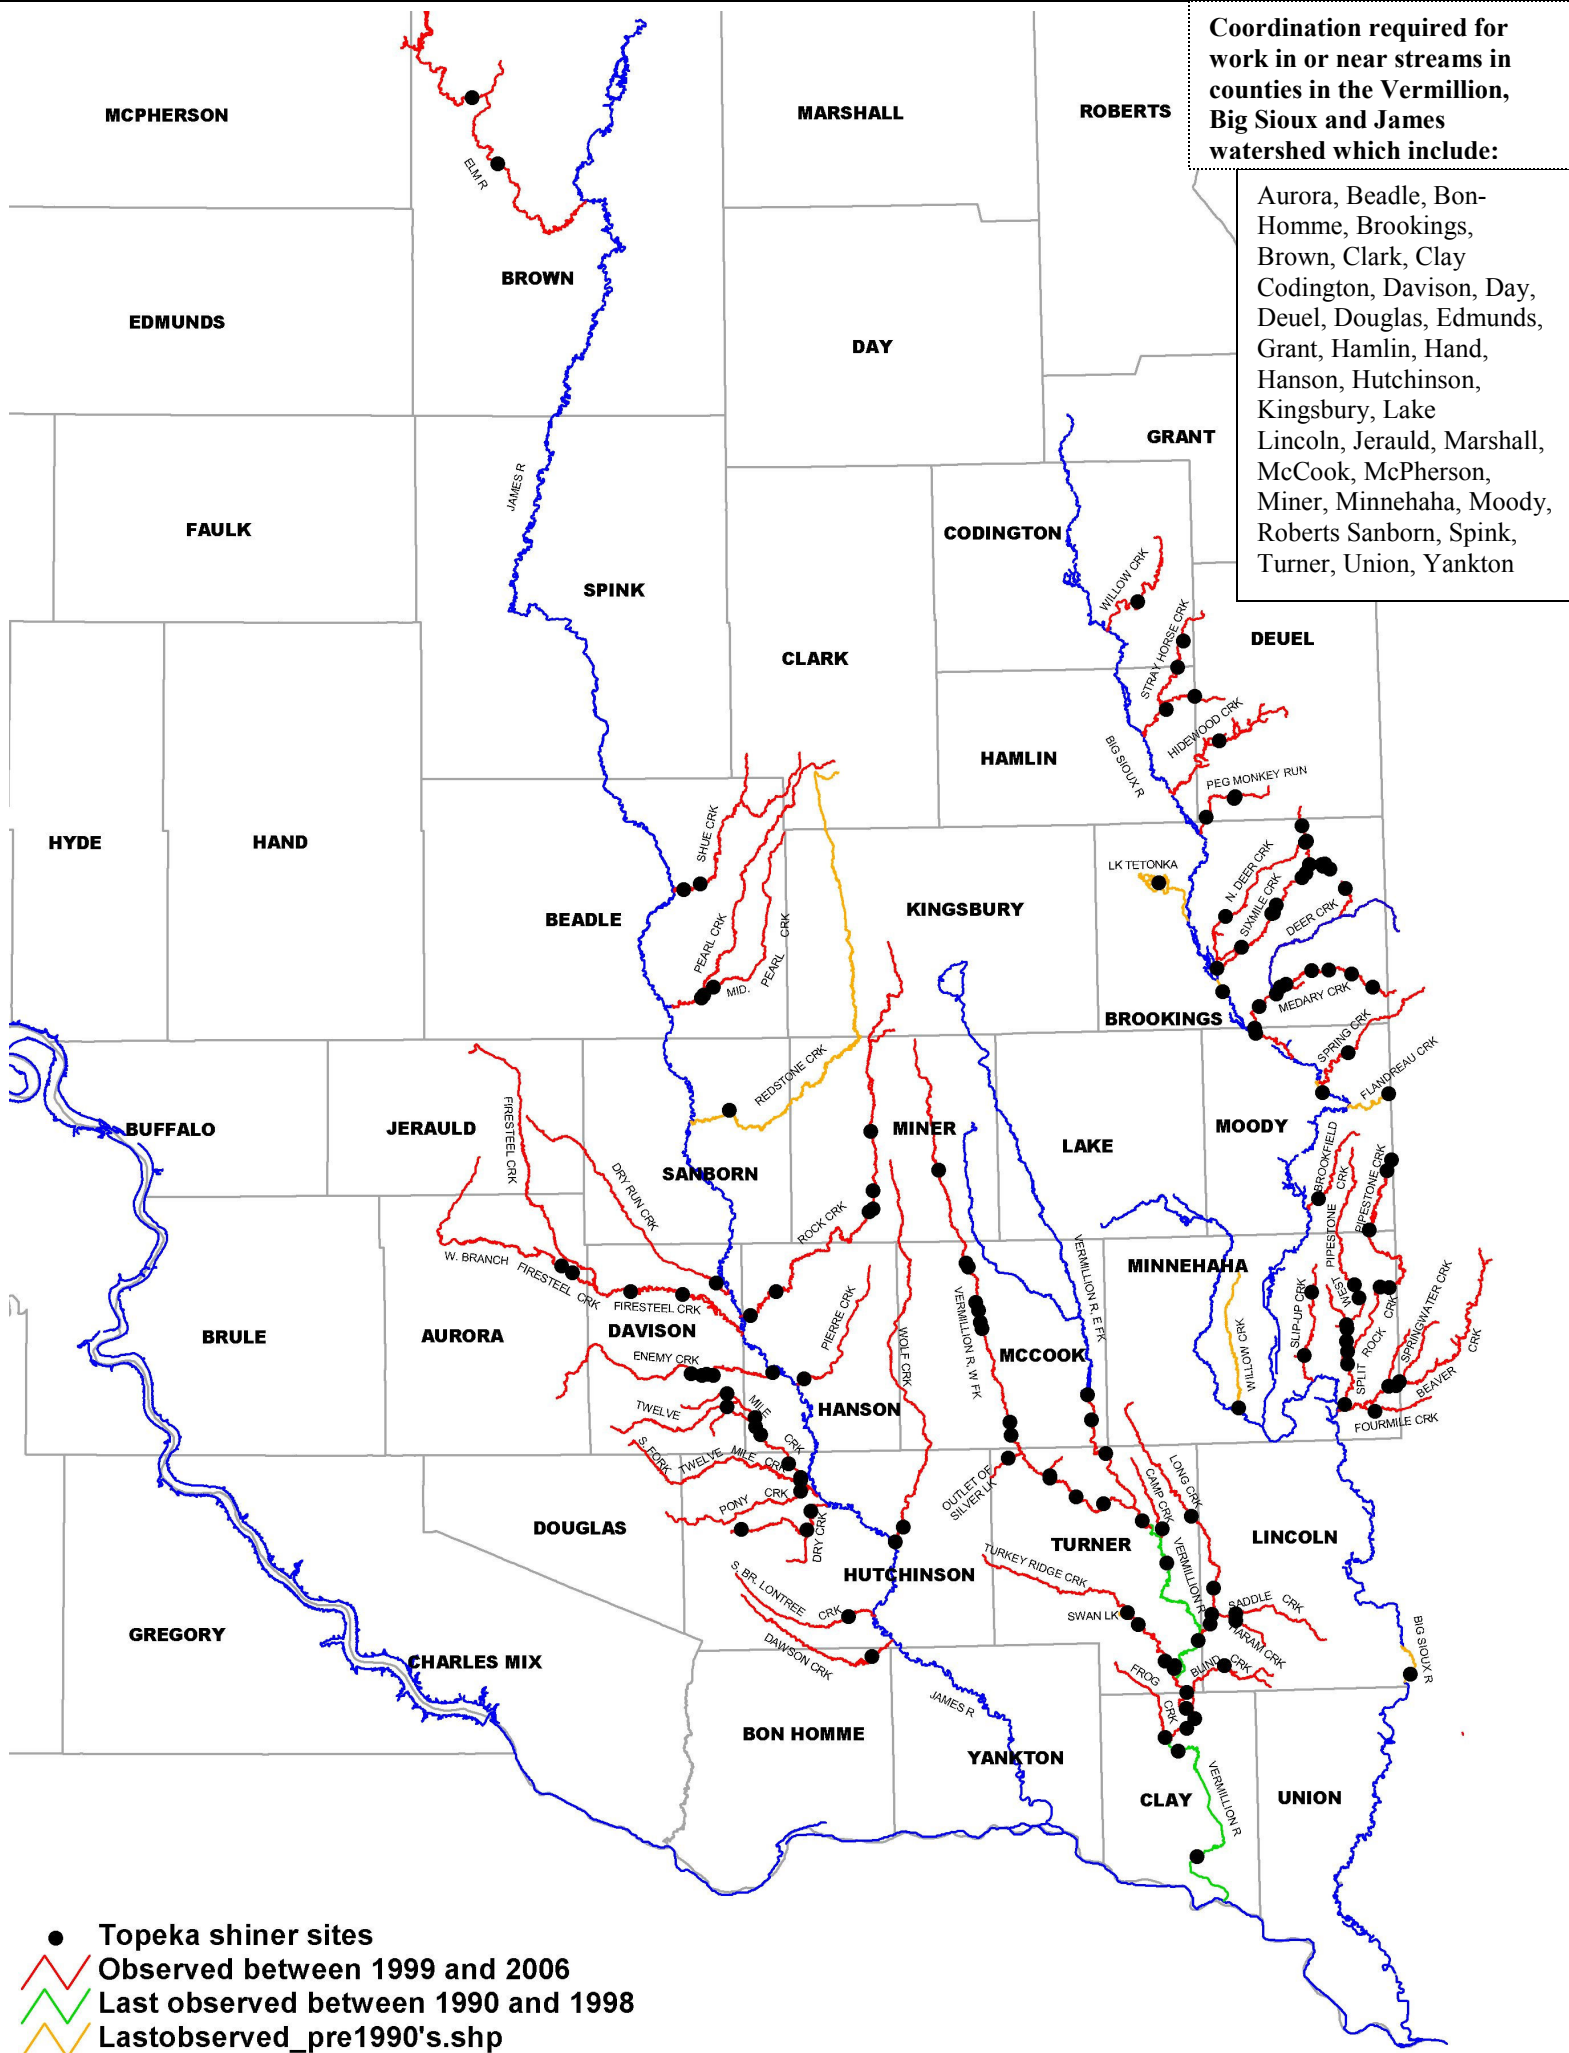 Coordination required for
work in or near streams in
counties in the Vermillion,
Big Sioux and James
watershed which include:
Aurora, Beadle, Bon-
Homme, Brookings,
Brown, Clark, Clay
Codington, Davison, Day,
Deuel, Douglas, Edmunds,
Grant, Hamlin, Hand,
Hanson, Hutchinson,
Kingsbury, Lake
Lincoln, Jerauld, Marshall,
McCook, McPherson,
Miner, Minnehaha, Moody,
Roberts Sanborn, Spink,
Turner, Union, Yankton
MCPHERSON
MARSHALL
ROBERTS
ELM R
BROWN
EDMUNDS
DAY
GRANT
JAMES R
FAULK
CODINGTON
SPINK
WILLOW CRK
STRAY HORSE CRK
DEUEL
CLARK
HIDEWOOD CRK
BIG SIOUX R
HAMLIN
PEG MONKEY RUN
SHUE CRK
HYDE
HAND
LK TETONKA
N. DEER CRK
SIXMILE CRK
DEER CRK
BEADLE
KINGSBURY
PEARL CRK
MID. PEARL CRK
MEDARY CRK
BROOKINGS
SPRING CRK
FLANDREAU CRK
REDSTONE CRK
FIRESTEEL CRK
BUFFALO
JERAULD
MINER
MOODY
LAKE
BROOKFIELD CRK
PIPESTONE CRK
SANBORN
DRY RUN CRK
ROCK CRK
W. BRANCH FIRESTEEL CRK
FIRESTEEL CRK
VERMILLION R, E FK
MINNEHAHA
WEST PIPESTONE
SPRINGWATER CRK
SLIP-UP CRK
SPLIT ROCK CRK
BEAVER CRK
FOURMILE CRK
WILLOW CRK
BRULE
AURORA
DAVISON
PIERRE CRK
WOLF CRK
VERMILLION R, W FK
MCCOOK
ENEMY CRK
HANSON
TWELVE MILE CRK
S. FORK TWELVE MILE CRK
OUTLET OF
SILVER LK
CAMP CRK
LONG CRK
PONY CRK
DRY CRK
DOUGLAS
TURNER
LINCOLN
HUTCHINSON
TURKEY RIDGE CRK
VERMILLION R
S. BR. LONTREE CRK
SWAN LK
SADDLE CRK
HARAM CRK
GREGORY
CHARLES MIX
DAWSON CRK
FROG CRK
BLIND CRK
BIG SIOUX R
JAMES R
BON HOMME
YANKTON
CLAY
VERMILLION R
UNION
Topeka shiner sites
Observed between 1999 and 2006
Last observed between 1990 and 1998
Lastobserved_pre1990's.shp